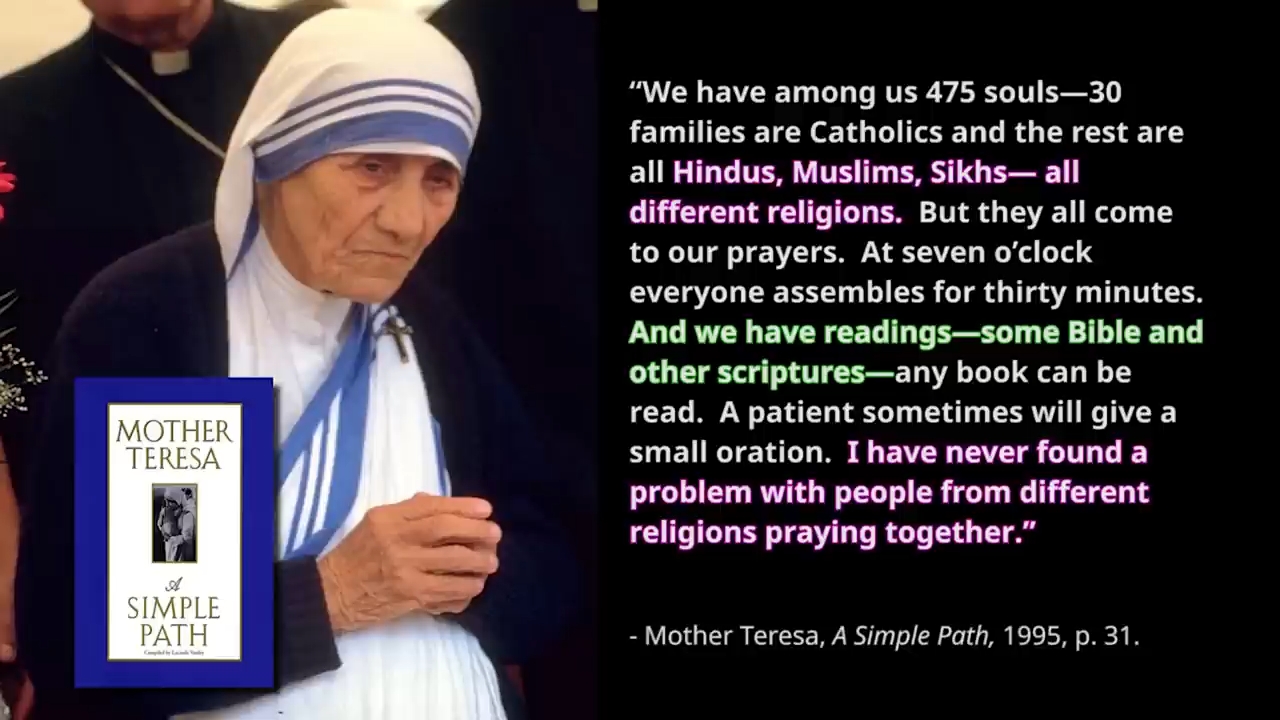 “We have among us 475 souls—30
families are Catholics and the rest are
all Hindus, Muslims, Sikhs— all
different religions.  But they all come
to our prayers.  At seven o’clock
everyone assembles for thirty minutes.
And we have readings—some Bible and
other scriptures—any book can be
read.  A patient sometimes will give a
small oration.  I have never found a
problem with people from different
religions praying together.”
- Mother Teresa, A Simple Path, 1995, p. 31.
MOTHER
TERESA
A
SIMPLE
PATH
Compiled by Lucinda Vardey